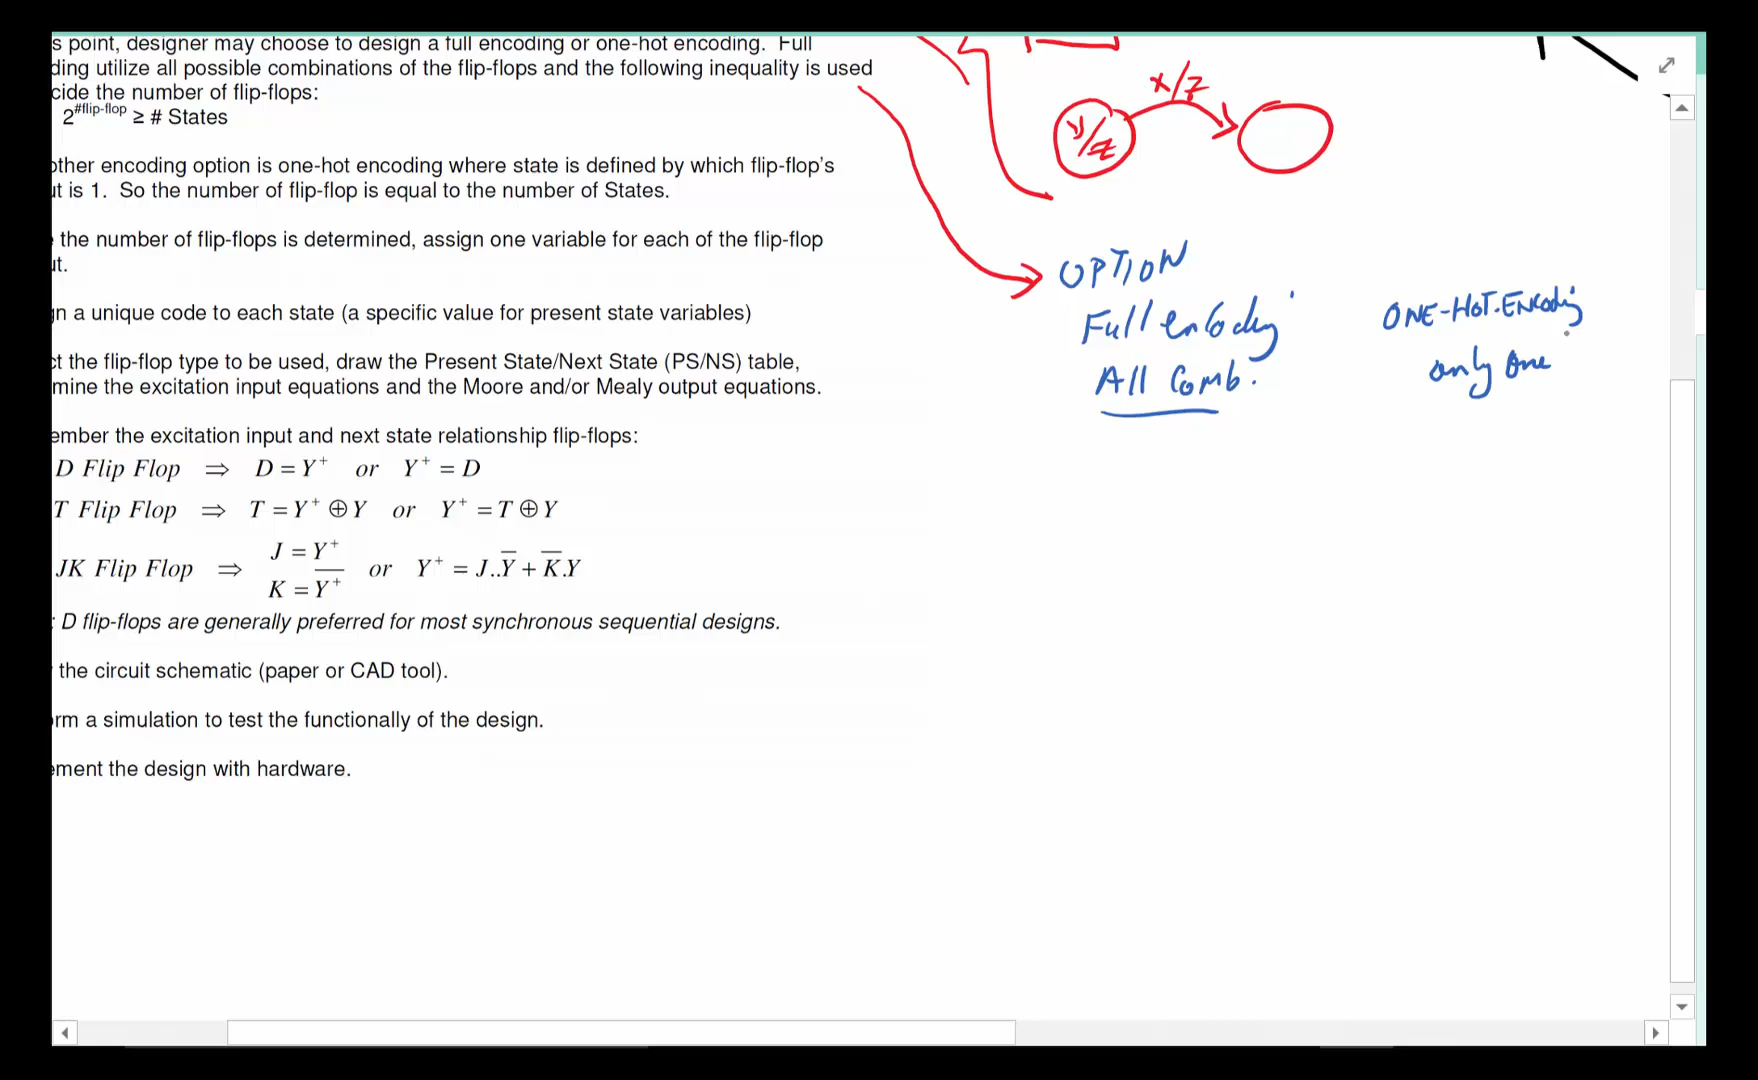 s point, designer may choose to design a full encoding or one-hot encoding. Full
ding utilize all possible combinations of the flip-flops and the following inequality is used
cide the number of flip-flops:
2^#flip-flop ≥ # States
other encoding option is one-hot encoding where state is defined by which flip-flop's
ut is 1. So the number of flip-flop is equal to the number of States.
the number of flip-flops is determined, assign one variable for each of the flip-flop
ut.
gn a unique code to each state (a specific value for present state variables)
ct the flip-flop type to be used, draw the Present State/Next State (PS/NS) table,
mine the excitation input equations and the Moore and/or Mealy output equations.
ember the excitation input and next state relationship flip-flops:
D Flip Flop ⇒ D = Y⁺ or Y⁺ = D
T Flip Flop ⇒ T = Y⁺ ⊕ Y or Y⁺ = T ⊕ Y
JK Flip Flop ⇒ J = Y⁺ K = Y̅⁺ or Y⁺ = J..Y̅ + K̅.Y
: D flip-flops are generally preferred for most synchronous sequential designs.
the circuit schematic (paper or CAD tool).
orm a simulation to test the functionally of the design.
ement the design with hardware.
x/z
y/z
OPTION
Full encoding
All Comb.
ONE-HOT-ENCoding
only one